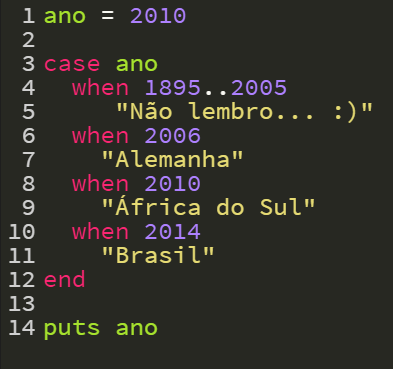 1 ano = 2010
2
3 case ano
4   when 1895..2005
5      "Não lembro... :)"
6   when 2006
7     "Alemanha"
8   when 2010
9     "África do Sul"
10   when 2014
11     "Brasil"
12 end
13
14 puts ano